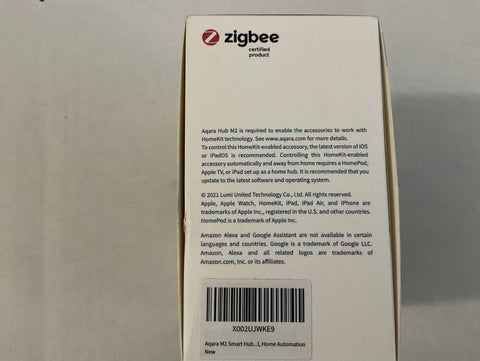 zigbee
certified
product
Aqara Hub M2 is required to enable the accessories to work with
HomeKit technology. See www.aqara.com for more details.
To control this HomeKit-enabled accessory, the latest version of iOS
or iPadOS is recommended. Controlling this HomeKit-enabled
accessory automatically and away from home requires a HomePod,
Apple TV, or iPad set up as a home hub. It is recommended that you
update to the latest software and operating system.
© 2021 Lumi United Technology Co., Ltd. All rights reserved.
Apple, Apple Watch, HomeKit, iPad, iPad Air, and iPhone are
trademarks of Apple Inc., registered in the U.S. and other countries.
HomePod is a trademark of Apple Inc.
Amazon Alexa and Google Assistant are not available in certain
languages and countries. Google is a trademark of Google LLC.
Amazon, Alexa and all related logos are trademarks of
Amazon.com, Inc. or its affiliates.
X002UJWKE9
Aqara M2 Smart Hub ...l, Home Automation
New